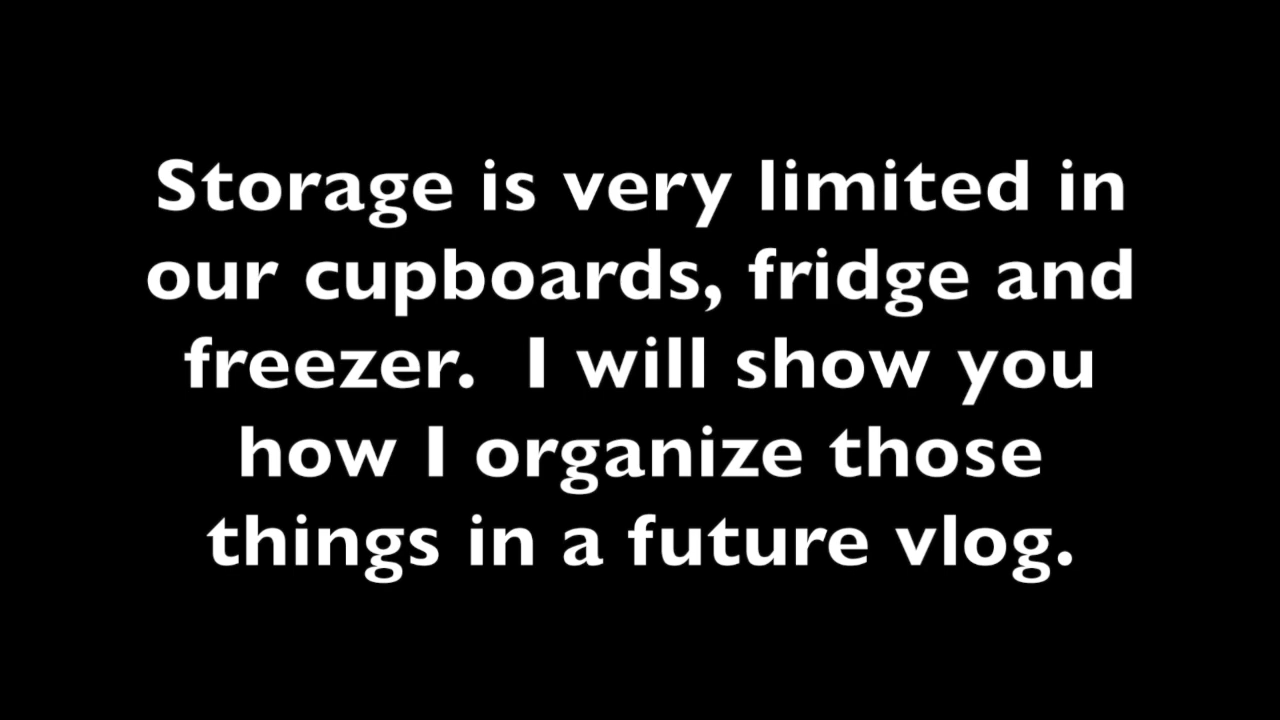 Storage is very limited in
our cupboards, fridge and
freezer.  I will show you
how I organize those
things in a future vlog.